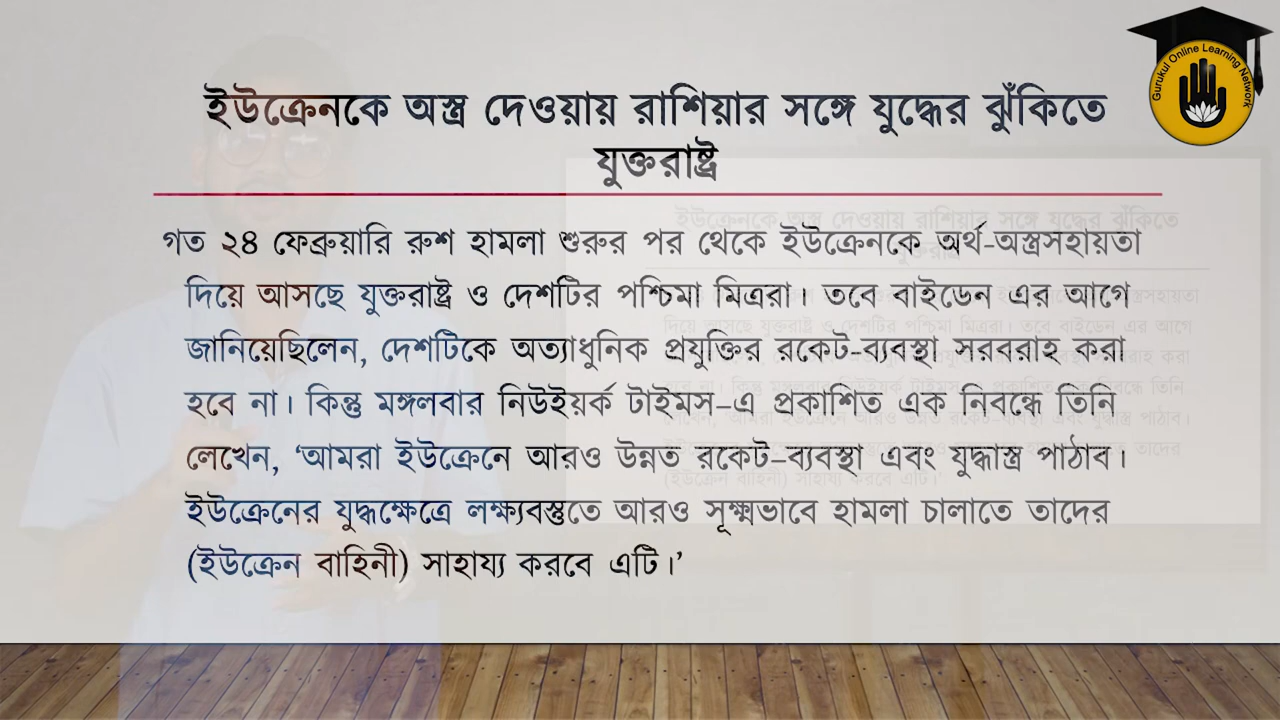 Gurukul Online Learning Network
ইউক্রেনকে অস্ত্র দেওয়ায় রাশিয়ার সঙ্গে যুদ্ধের ঝুঁকিতে
যুক্তরাষ্ট্র
গত ২৪ ফেব্রুয়ারি রুশ হামলা শুরুর পর থেকে ইউক্রেনকে অর্থ-অস্ত্রসহায়তা
দিয়ে আসছে যুক্তরাষ্ট্র ও দেশটির পশ্চিমা মিত্ররা। তবে বাইডেন এর আগে
জানিয়েছিলেন, দেশটিকে অত্যাধুনিক প্রযুক্তির রকেট-ব্যবস্থা সরবরাহ করা
হবে না। কিন্তু মঙ্গলবার নিউইয়র্ক টাইমস–এ প্রকাশিত এক নিবন্ধে তিনি
লেখেন, ‘আমরা ইউক্রেনে আরও উন্নত রকেট–ব্যবস্থা এবং যুদ্ধাস্ত্র পাঠাব।
ইউক্রেনের যুদ্ধক্ষেত্রে লক্ষ্যবস্তুতে আরও সূক্ষ্মভাবে হামলা চালাতে তাদের
(ইউক্রেন বাহিনী) সাহায্য করবে এটি।’